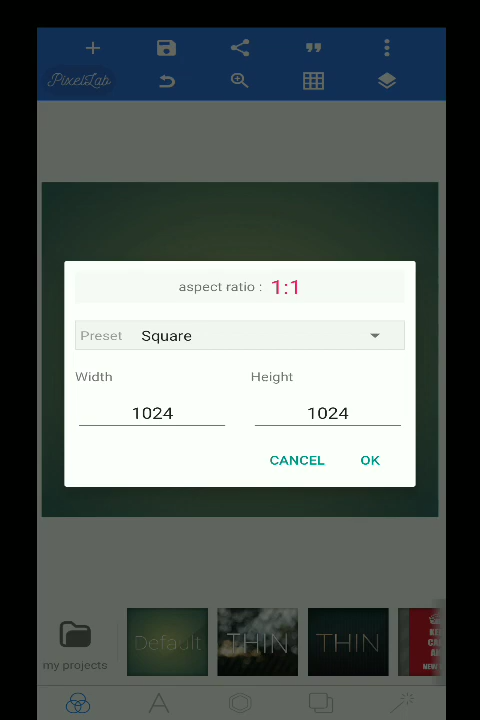 PixelLab
aspect ratio : 1:1
Preset Square
Width Height
1024 1024
CANCEL OK
my projects
Default
THIN
THIN